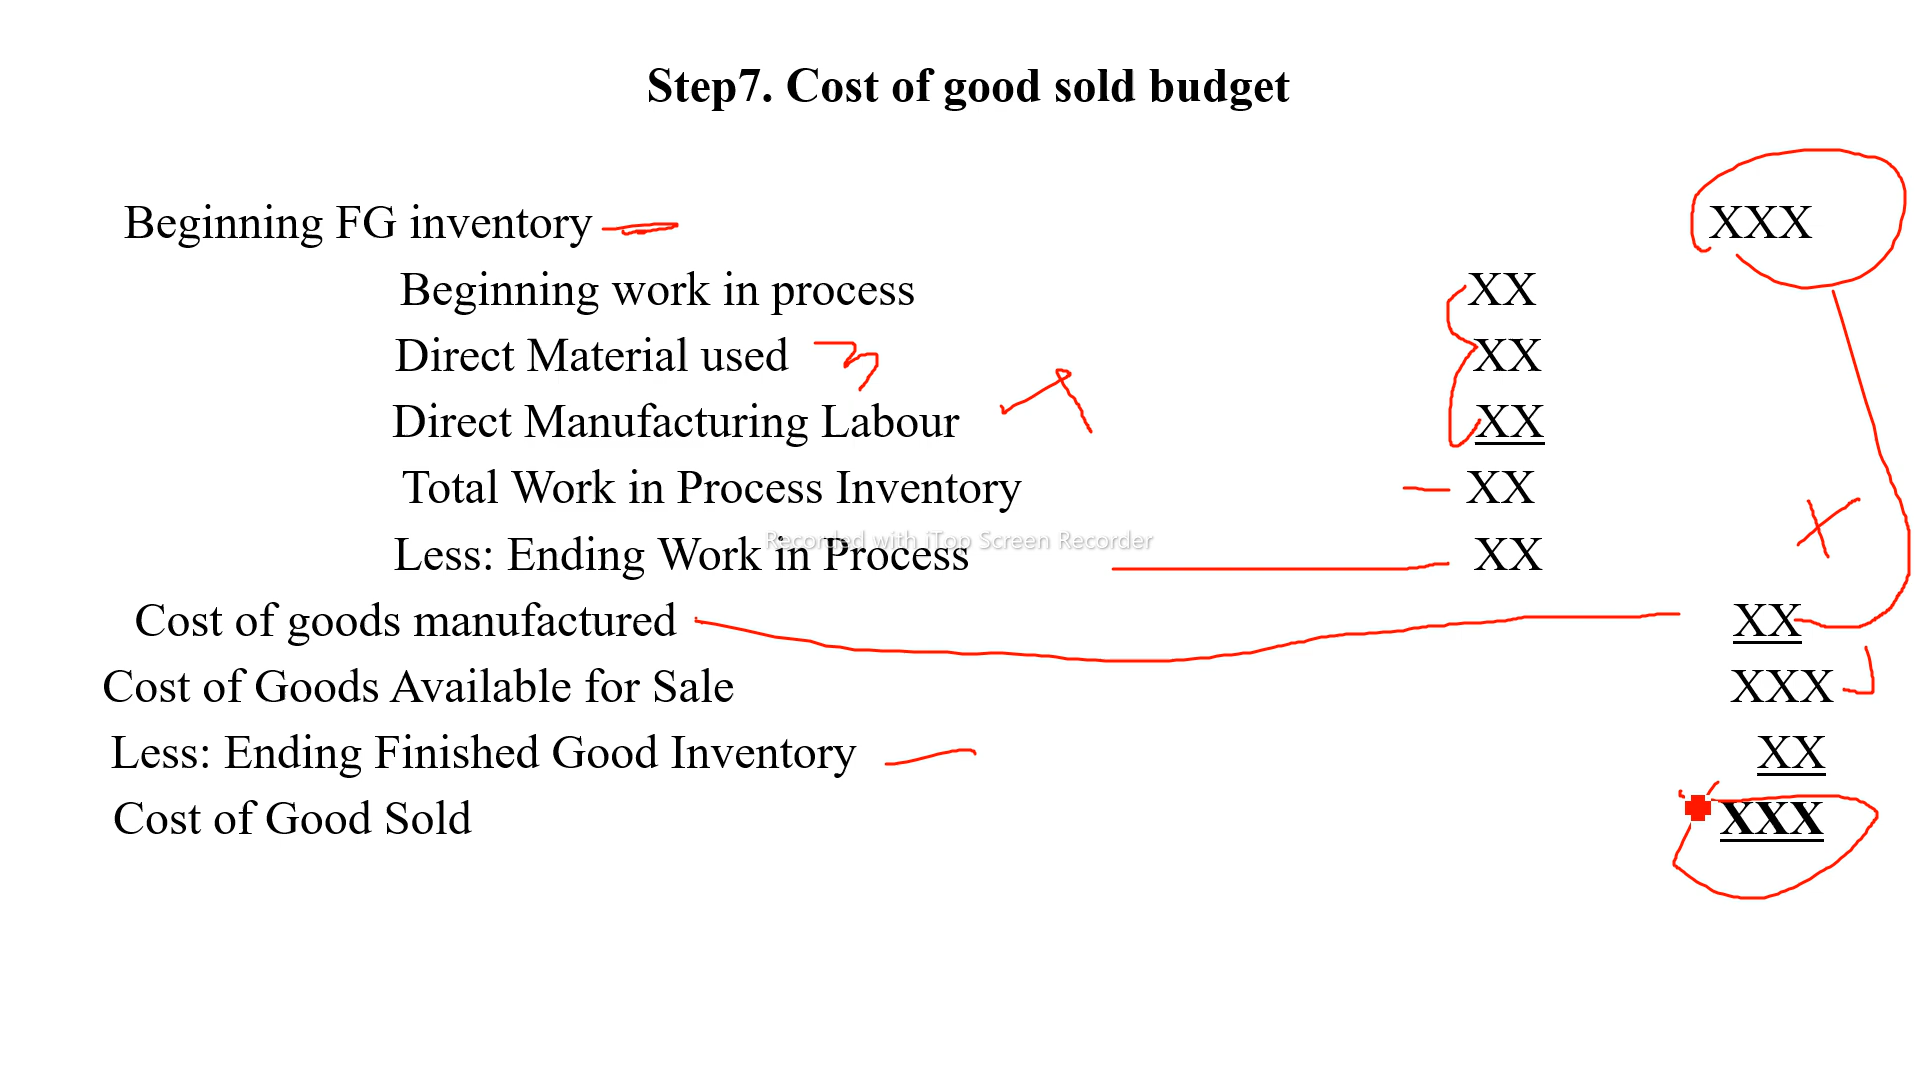 Step7. Cost of good sold budget
Beginning FG inventory XXX
Beginning work in process XX
Direct Material used XX
Direct Manufacturing Labour XX
Total Work in Process Inventory XX
Recorded with iTop Screen Recorder
Less: Ending Work in Process XX
Cost of goods manufactured XX
Cost of Goods Available for Sale XXX
Less: Ending Finished Good Inventory XX
Cost of Good Sold XXX